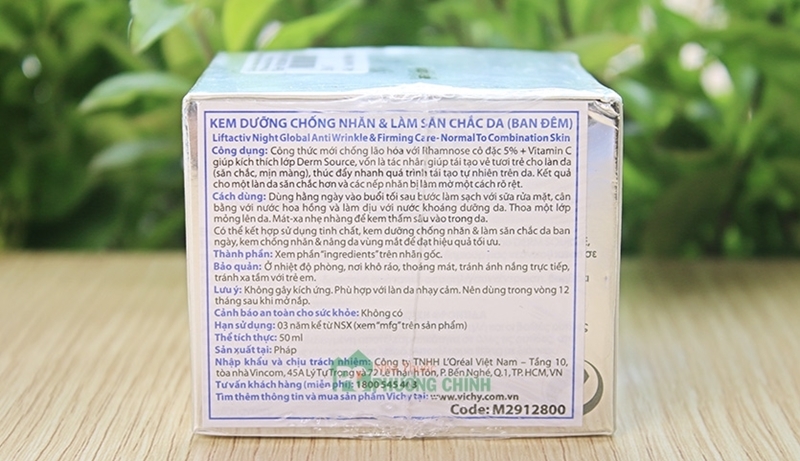 KEM DƯỠNG CHỐNG NHĂN & LÀM SĂN CHẮC DA (BAN ĐÊM)
Liftactiv Night Global Anti Wrinkle & Firming Care - Normal To Combination Skin
Công dụng: Công thức mới chống lão hóa với Rhamnose cô đặc 5% + Vitamin C
giúp kích thích lớp Derm Source, vốn là tác nhân giúp tái tạo vẻ tươi trẻ cho làn da
(săn chắc, mịn màng), thúc đẩy nhanh quá trình tái tạo tự nhiên trên da. Kết quả
cho một làn da săn chắc hơn và các nếp nhăn bị làm mờ một cách rõ rệt.
Cách dùng: Dùng hằng ngày vào buổi tối sau bước làm sạch với sữa rửa mặt, cân
bằng với nước hoa hồng và làm dịu với nước khoáng dưỡng da. Thoa một lớp
mỏng lên da. Mát-xa nhẹ nhàng để kem thấm sâu vào trong da.
Có thể kết hợp sử dụng tinh chất, kem dưỡng chống nhăn & làm săn chắc da ban
ngày, kem chống nhăn & nâng da vùng mắt để đạt hiệu quả tối ưu.
Thành phần: Xem phần "ingredients" trên nhãn gốc.
Bảo quản: Ở nhiệt độ phòng, nơi khô ráo, thoáng mát, tránh ánh nắng trực tiếp,
tránh xa tầm với trẻ em.
Lưu ý: Không gây kích ứng. Phù hợp với làn da nhạy cảm. Nên dùng trong vòng 12
tháng sau khi mở nắp.
Cảnh báo an toàn cho sức khỏe: Không có
Hạn sử dụng: 03 năm kể từ NSX (xem "mfg" trên sản phẩm)
Thể tích thực: 50 ml
Sản xuất tại: Pháp
Nhập khẩu và chịu trách nhiệm: Công ty TNHH L'Oréal Việt Nam – Tầng 10,
tòa nhà Vincom, 45A Lý Tự Trọng và 72 Lê Thánh Tôn, P. Bến Nghé, Q.1, TP. HCM, VN
Tư vấn khách hàng (miễn phí): 1800 5454 63
PHƯƠNG CHINH
Tìm thêm thông tin và mua sản phẩm Vichy tại: www.vichy.com.vn
Code: M2912800